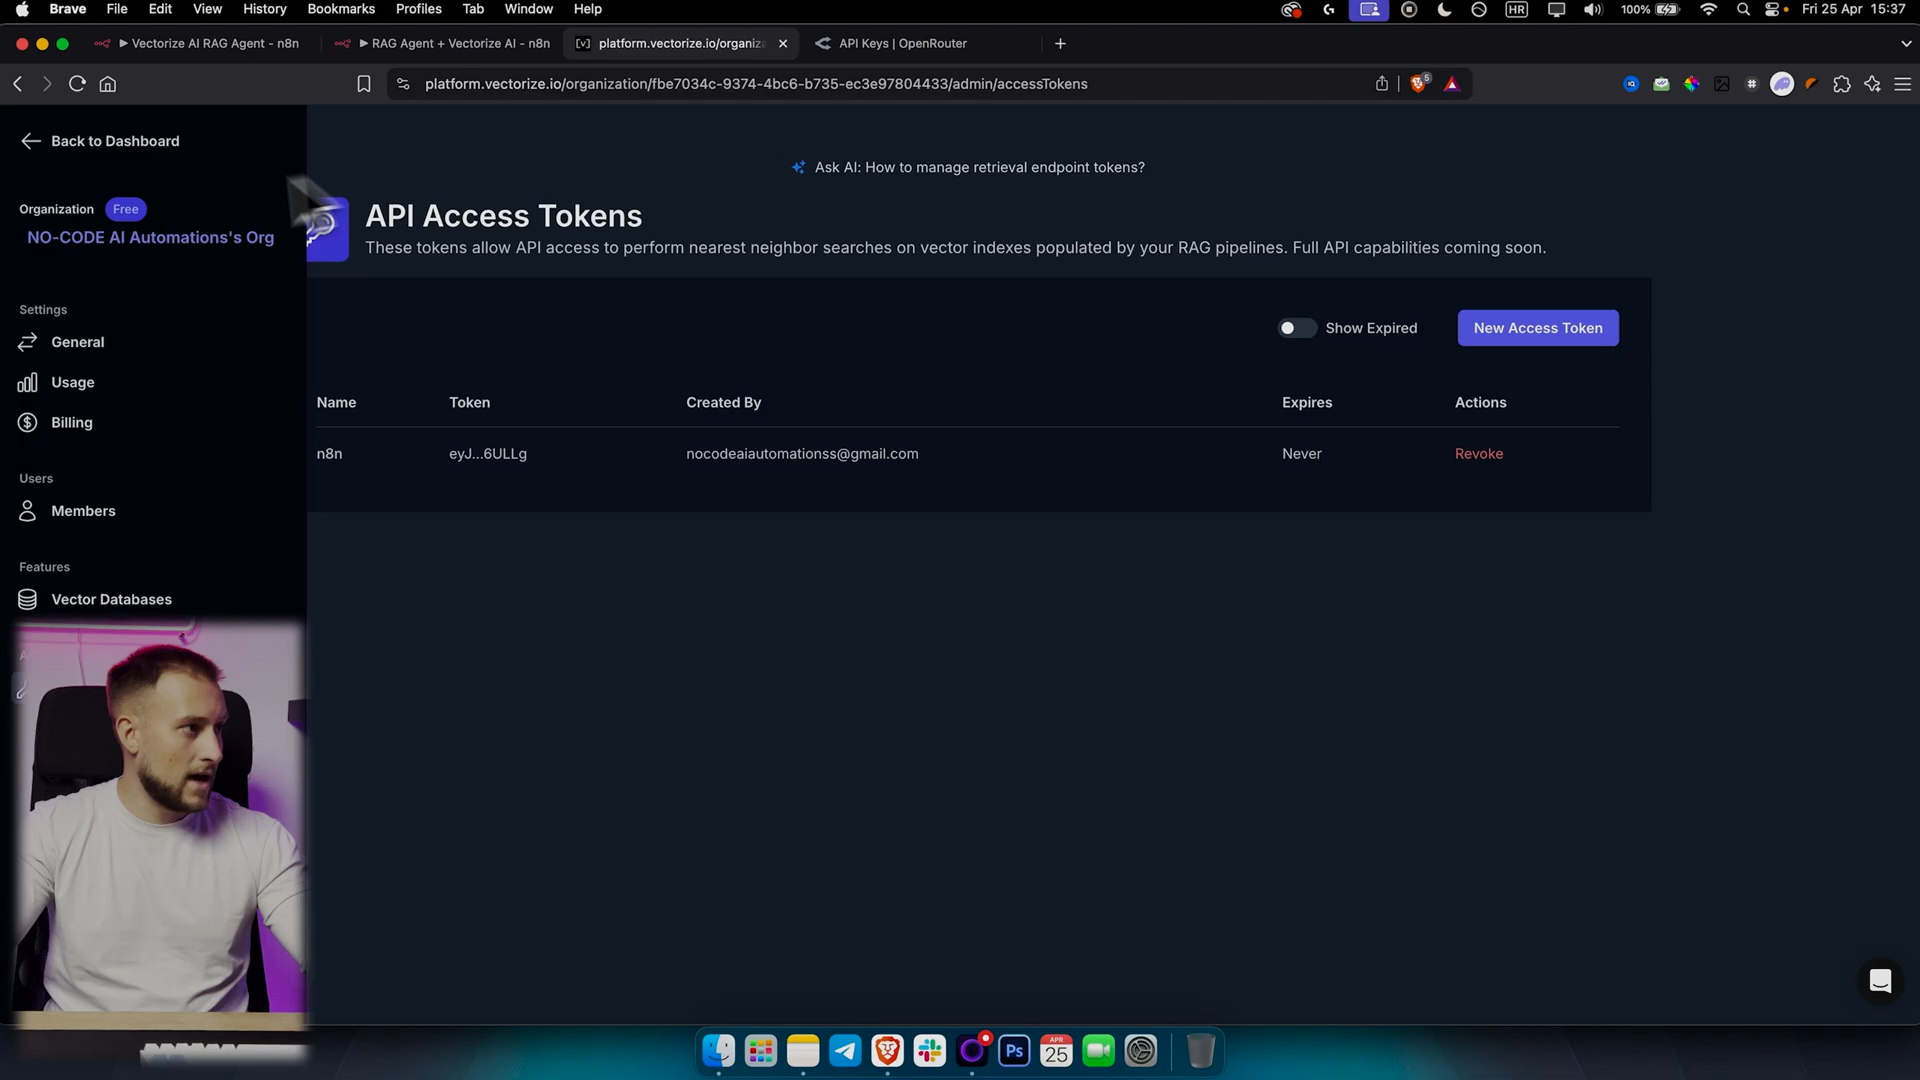 Brave File Edit View History Bookmarks Profiles Tab Window Help HR 100% Fri 25 Apr 15:37
Vectorize AI RAG Agent - n8n RAG Agent + Vectorize AI - n8n platform.vectorize.io/organiza API Keys | OpenRouter
platform.vectorize.io/organization/fbe7034c-9374-4bc6-b735-ec3e97804433/admin/accessTokens 5
Back to Dashboard
Ask AI: How to manage retrieval endpoint tokens?
Organization Free
NO-CODE AI Automations's Org
API Access Tokens
These tokens allow API access to perform nearest neighbor searches on vector indexes populated by your RAG pipelines. Full API capabilities coming soon.
Settings
General
Usage
Billing
Show Expired New Access Token
Name Token Created By Expires Actions
n8n eyJ...6ULLg nocodeaiautomationss@gmail.com Never Revoke
Users
Members
Features
Vector Databases
Ps APR 25